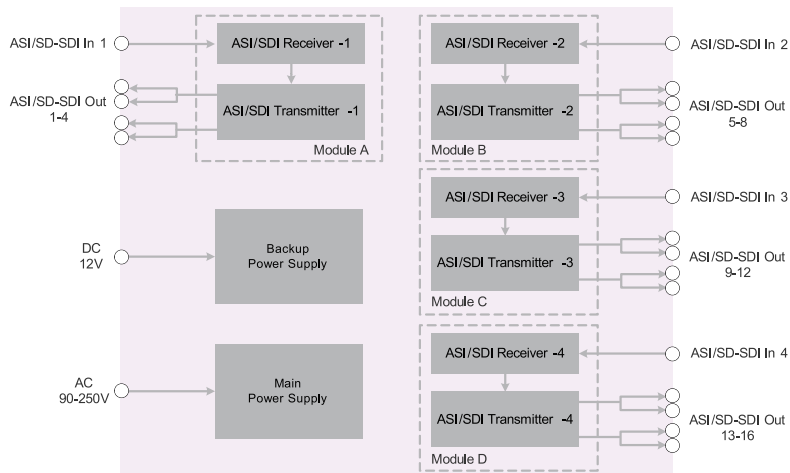 ASI/SD-SDI In 1
ASI/SDI Receiver -1
ASI/SD-SDI Out
1-4
ASI/SDI Transmitter -1
Module A
ASI/SDI Receiver -2
ASI/SD-SDI In 2
ASI/SDI Transmitter -2
ASI/SD-SDI Out
5-8
Module B
ASI/SDI Receiver -3
ASI/SD-SDI In 3
ASI/SDI Transmitter -3
ASI/SD-SDI Out
9-12
Module C
DC
12V
Backup
Power Supply
AC
90-250V
Main
Power Supply
ASI/SDI Receiver -4
ASI/SD-SDI In 4
ASI/SDI Transmitter -4
ASI/SD-SDI Out
13-16
Module D